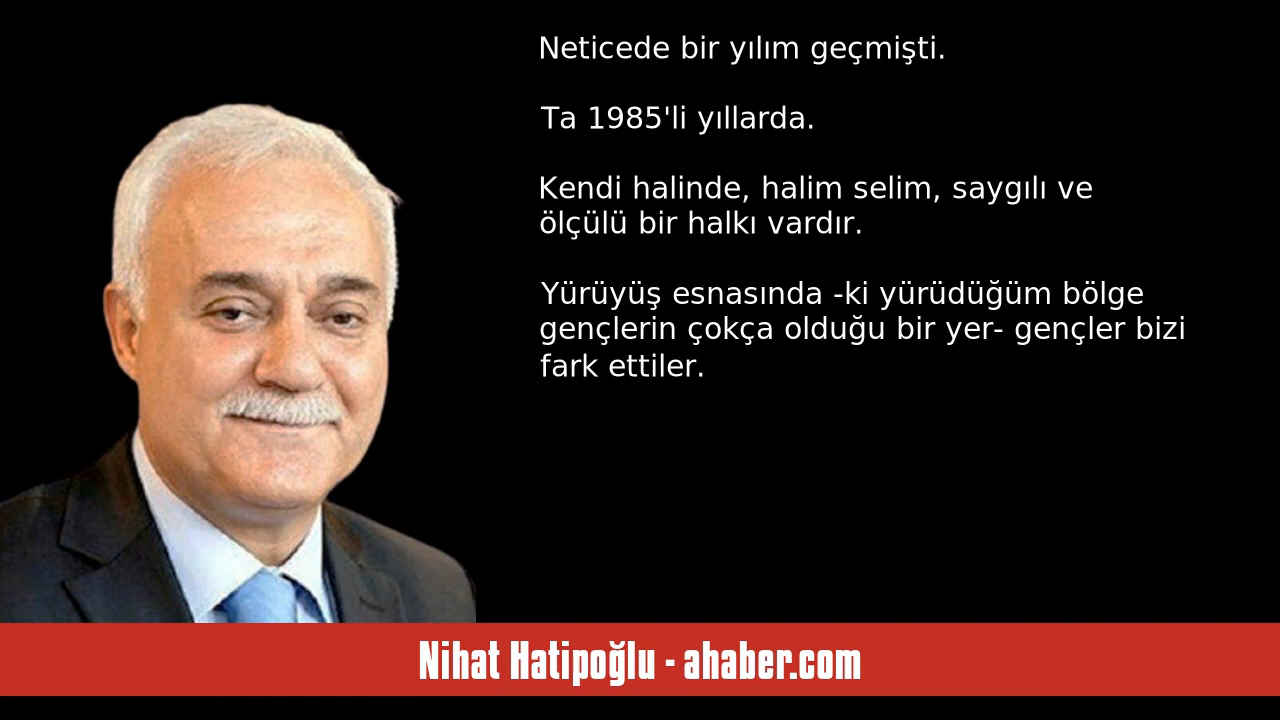 Neticede bir yılım geçmişti.
Ta 1985'li yıllarda.
Kendi halinde, halim selim, saygılı ve
ölçülü bir halkı vardır.
Yürüyüş esnasında -ki yürüdüğüm bölge
gençlerin çokça olduğu bir yer- gençler bizi
fark ettiler.
Nihat Hatipoğlu - ahaber.com